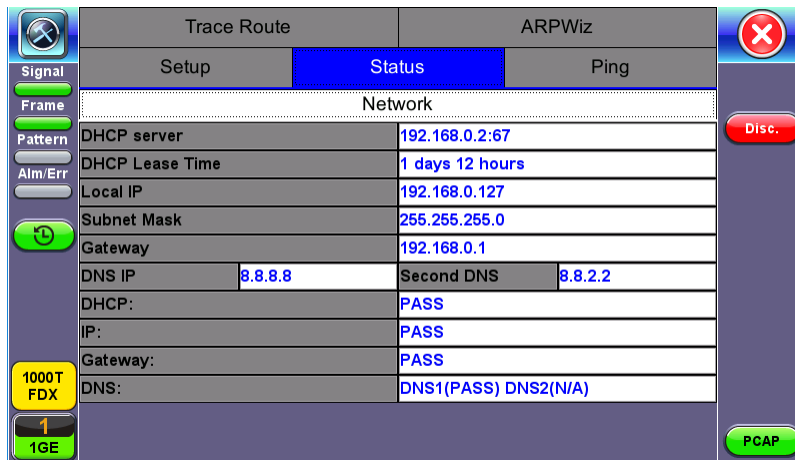 Trace Route ARPWiz
Setup Status Ping
Signal
Network
Frame
DHCP server 192.168.0.2:67
Disc.
Pattern
DHCP Lease Time 1 days 12 hours
Alm/Err
Local IP 192.168.0.127
Subnet Mask 255.255.255.0
Gateway 192.168.0.1
DNS IP 8.8.8.8 Second DNS 8.8.2.2
DHCP: PASS
IP: PASS
Gateway: PASS
1000T
FDX
DNS: DNS1(PASS) DNS2(N/A)
1
1GE
PCAP